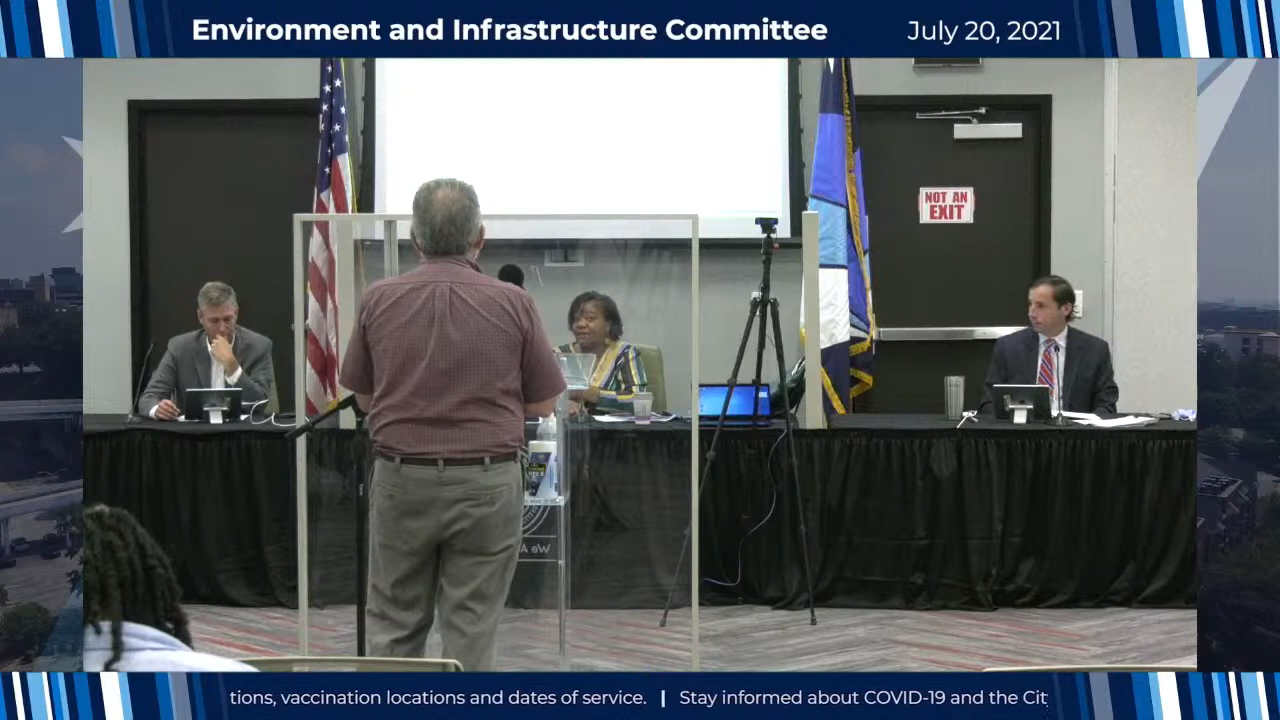 Environment and Infrastructure Committee
July 20, 2021
NOT AN
EXIT
tions, vaccination locations and dates of service. | Stay informed about COVID-19 and the Cit